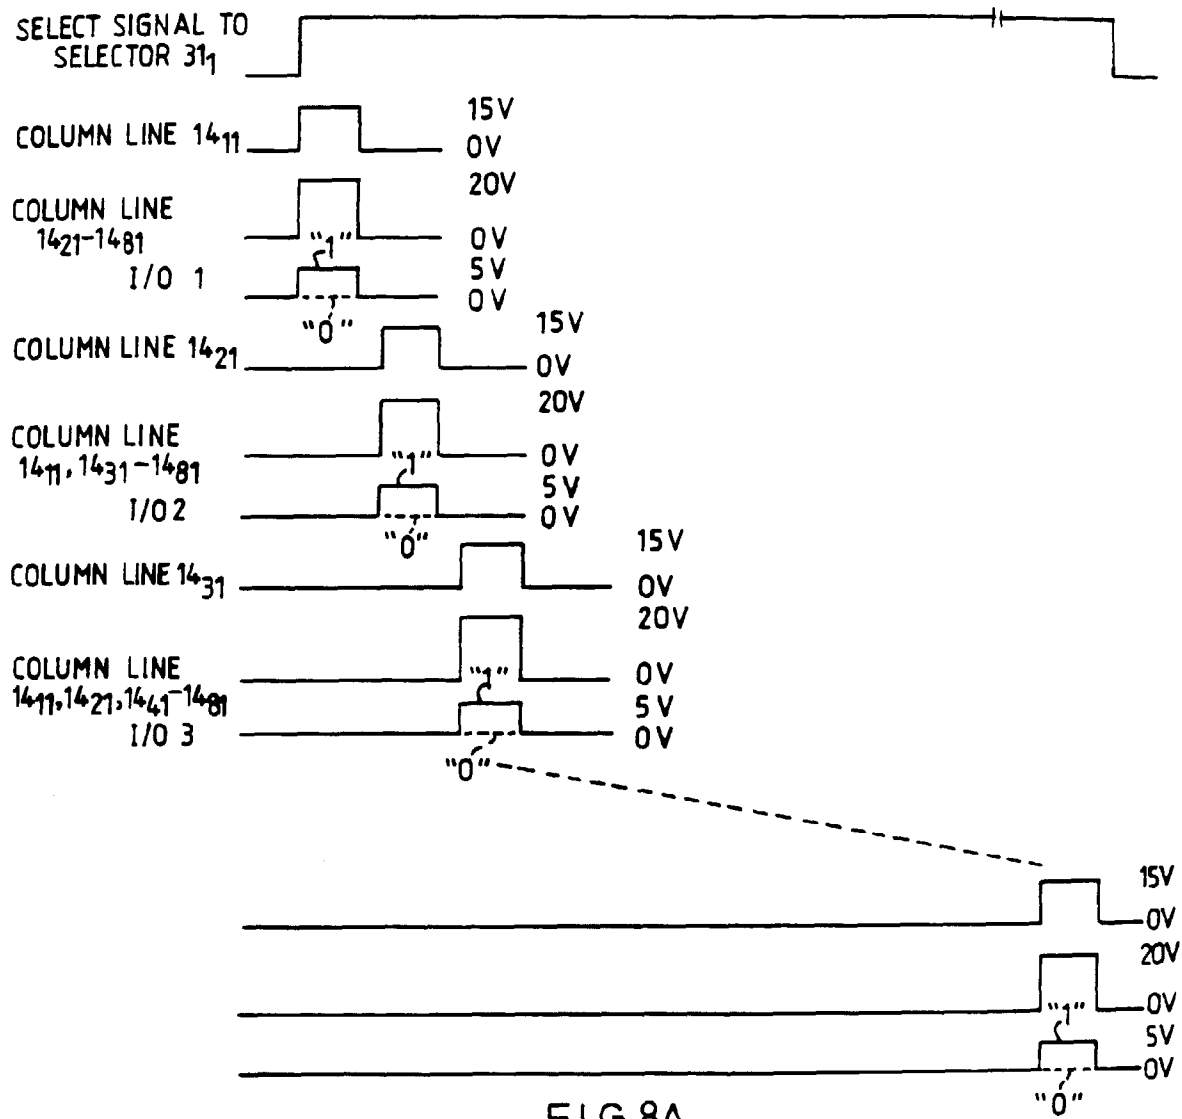 SELECT SIGNAL TO
SELECTOR 31₁
COLUMN LINE 14₁₁
15V
0V
COLUMN LINE
14₂₁-14₈₁
20V
0V
I/O 1
"1"
5V
0V
"0"
COLUMN LINE 14₂₁
15V
0V
COLUMN LINE
14₁₁, 14₃₁-14₈₁
20V
0V
I/O 2
"1"
5V
0V
"0"
COLUMN LINE 14₃₁
15V
0V
COLUMN LINE
14₁₁, 14₂₁, 14₄₁-14₈₁
20V
0V
I/O 3
"1"
5V
0V
"0"
15V
0V
20V
0V
"1"
5V
0V
"0"
FIG.8A